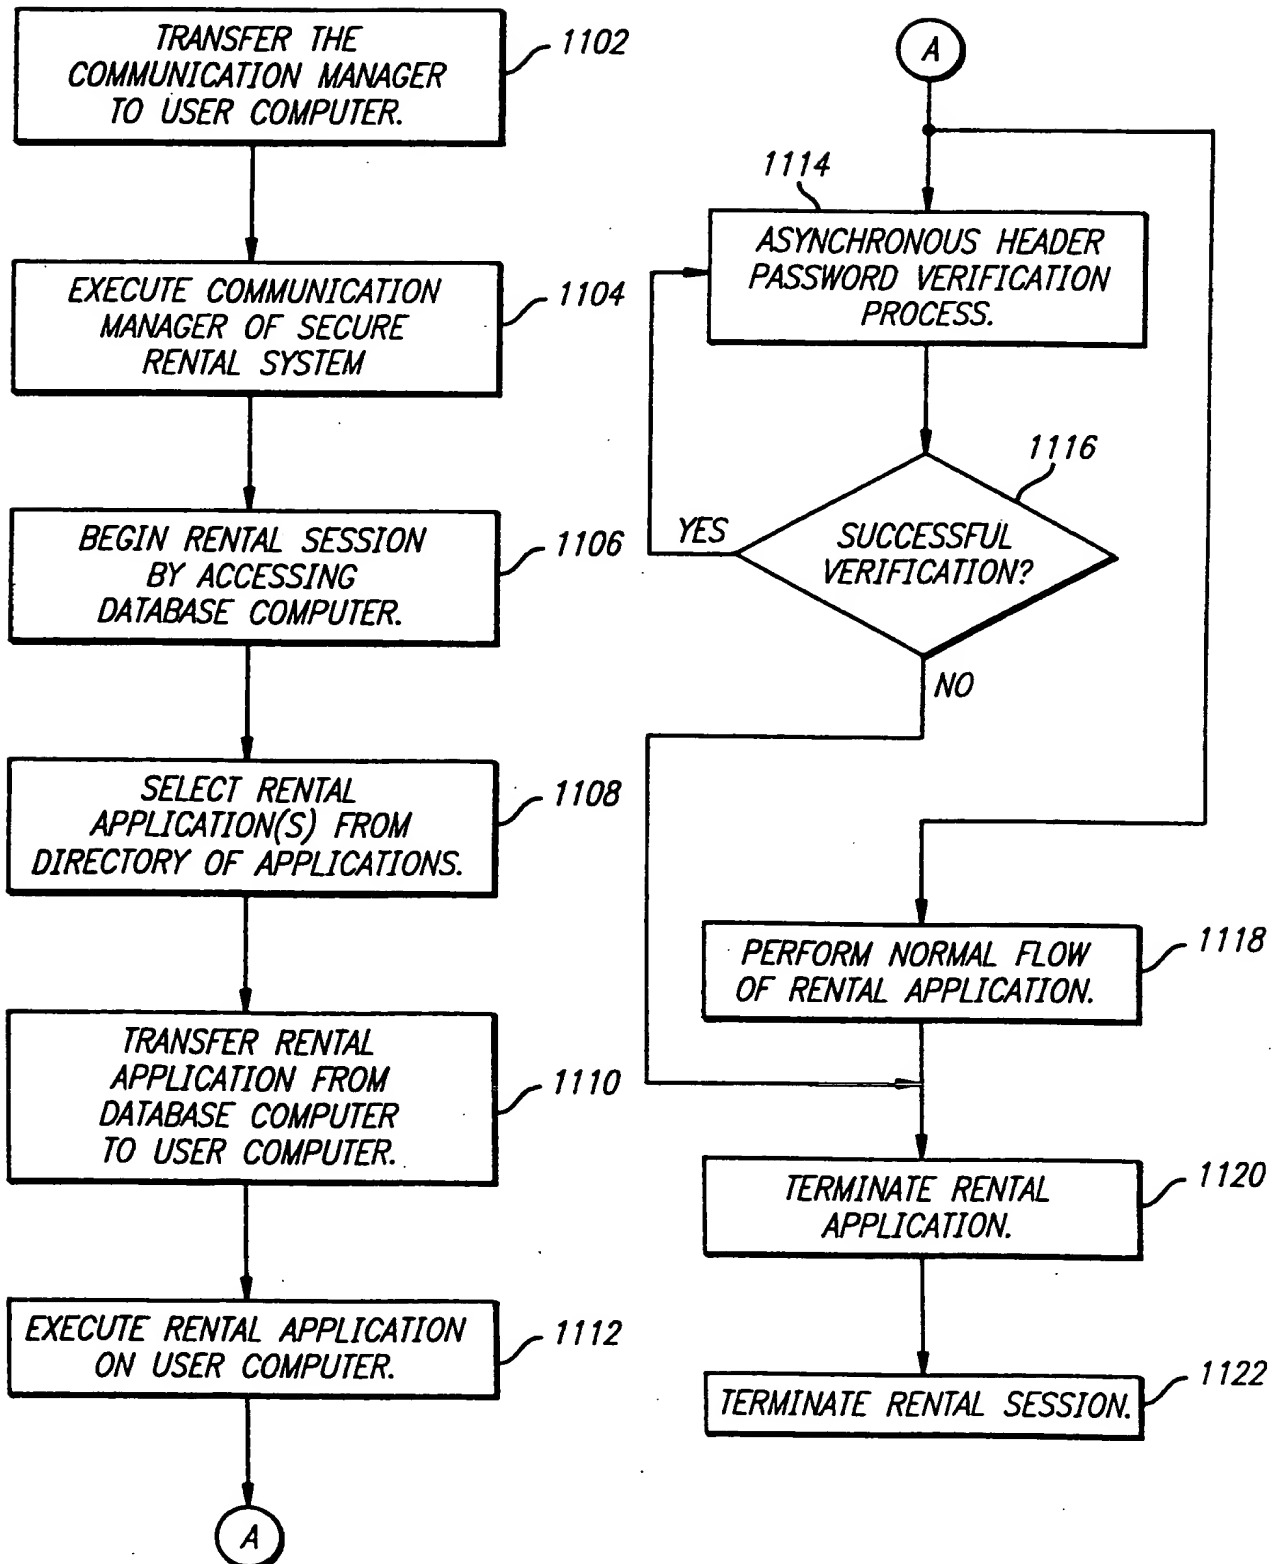 TRANSFER THE
COMMUNICATION MANAGER
TO USER COMPUTER.
1102
EXECUTE COMMUNICATION
MANAGER OF SECURE
RENTAL SYSTEM
1104
BEGIN RENTAL SESSION
BY ACCESSING
DATABASE COMPUTER.
1106
SELECT RENTAL
APPLICATION(S) FROM
DIRECTORY OF APPLICATIONS.
1108
TRANSFER RENTAL
APPLICATION FROM
DATABASE COMPUTER
TO USER COMPUTER.
1110
EXECUTE RENTAL APPLICATION
ON USER COMPUTER.
1112
A
A
1114
ASYNCHRONOUS HEADER
PASSWORD VERIFICATION
PROCESS.
1116
SUCCESSFUL
VERIFICATION?
YES
NO
PERFORM NORMAL FLOW
OF RENTAL APPLICATION.
1118
TERMINATE RENTAL
APPLICATION.
1120
TERMINATE RENTAL SESSION.
1122